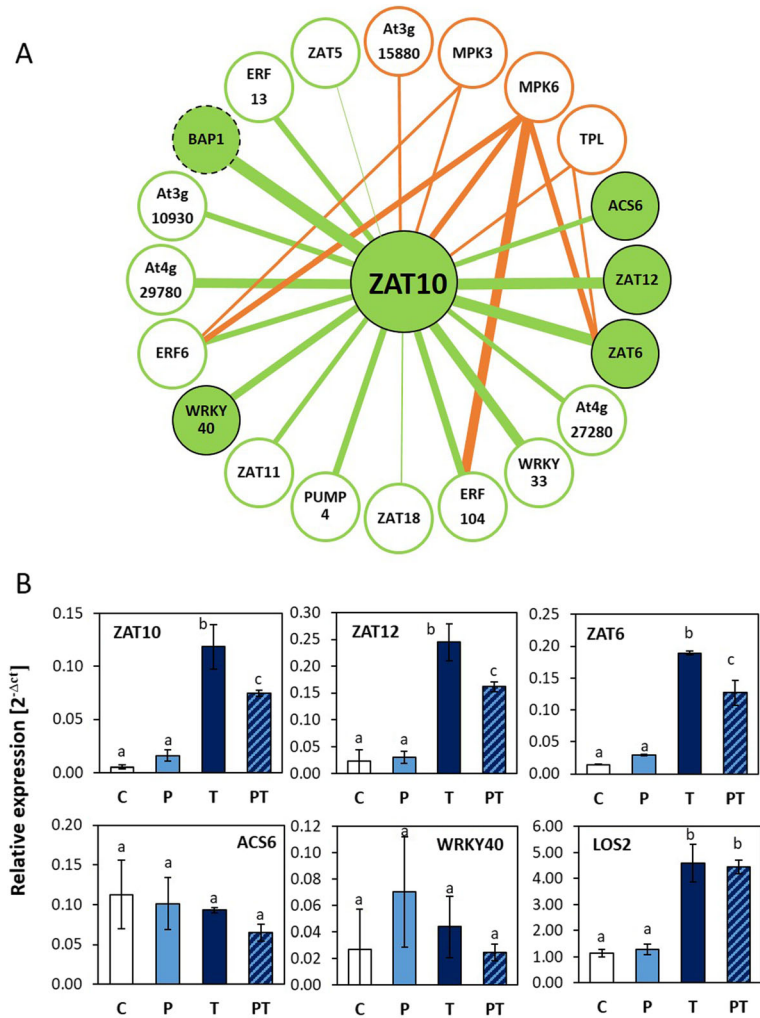 A
At3g
15880
ZAT5
MPK3
ERF
13
MPK6
BAP1
TPL
At3g
10930
ACS6
ZAT10
At4g
29780
ZAT12
ERF6
ZAT6
WRKY
40
At4g
27280
ZAT11
WRKY
33
PUMP
4
ZAT18
ERF
104
B
Relative expression [2-Δct]
ZAT10
0.15
0.10
0.05
0.00
a
a
b
c
C P T PT
ZAT12
0.30
0.25
0.20
0.15
0.10
0.05
0.00
a
a
b
c
C P T PT
ZAT6
0.25
0.20
0.15
0.10
0.05
0.00
a
a
b
c
C P T PT
ACS6
0.20
0.15
0.10
0.05
0.00
a
a
a
a
C P T PT
WRKY40
0.12
0.10
0.08
0.06
0.04
0.02
0.00
a
a
a
a
C P T PT
LOS2
6.00
5.00
4.00
3.00
2.00
1.00
0.00
a
a
b
b
C P T PT